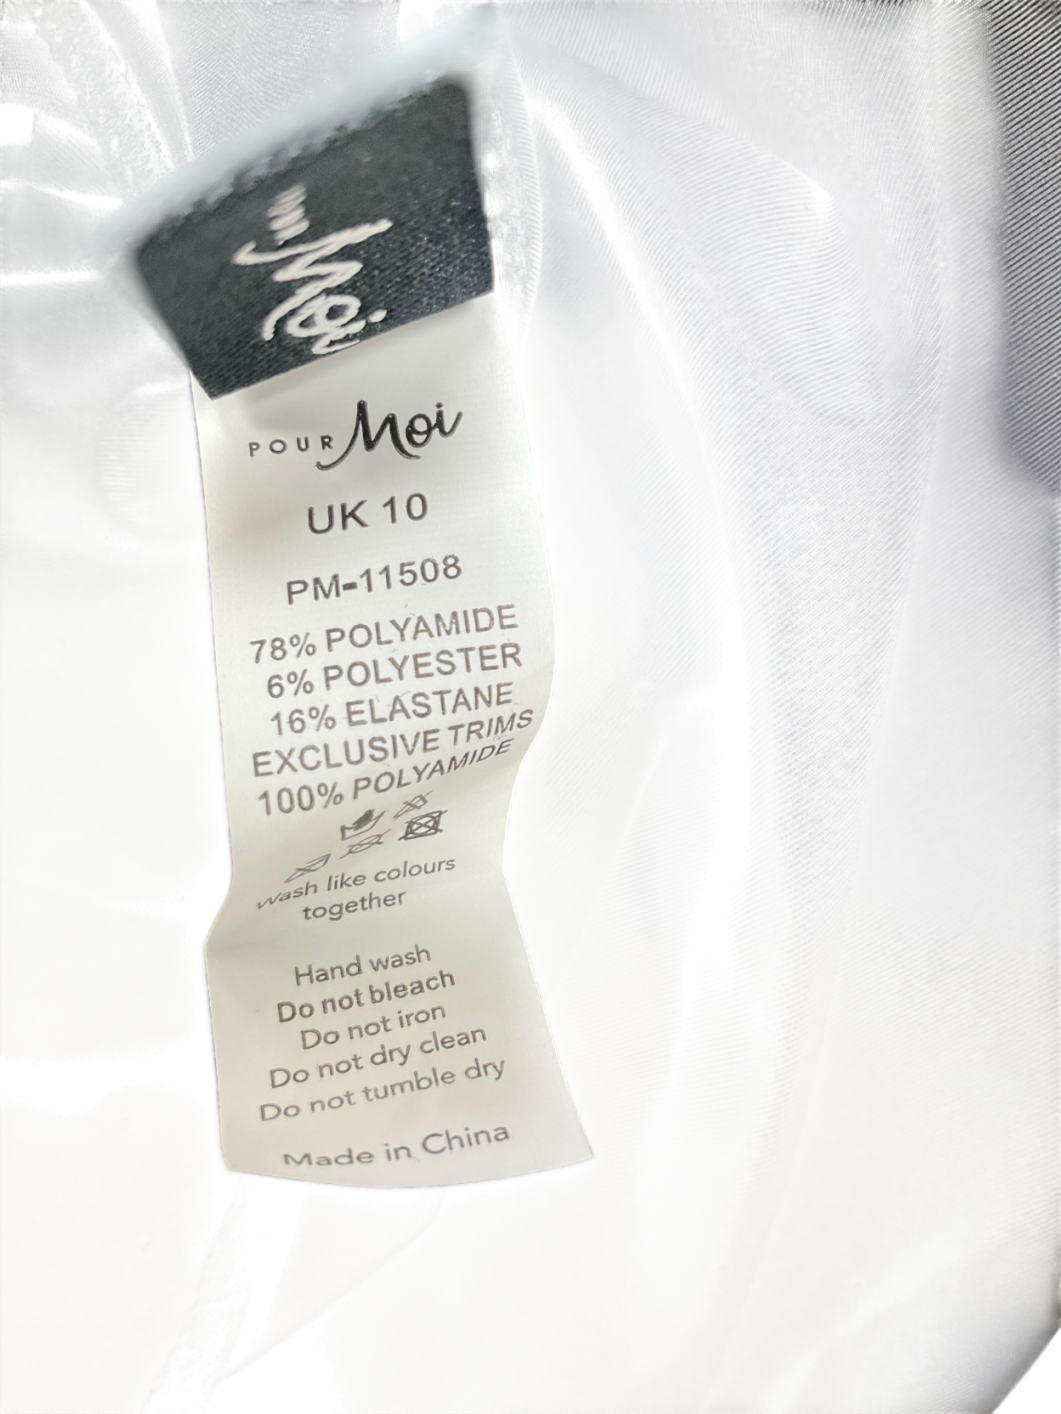 POUR Moi
POUR Moi
UK 10
PM-11508
78% POLYAMIDE
6% POLYESTER
16% ELASTANE
EXCLUSIVE TRIMS
100% POLYAMIDE
wash like colours
together
Hand wash
Do not bleach
Do not iron
Do not dry clean
Do not tumble dry
Made in China